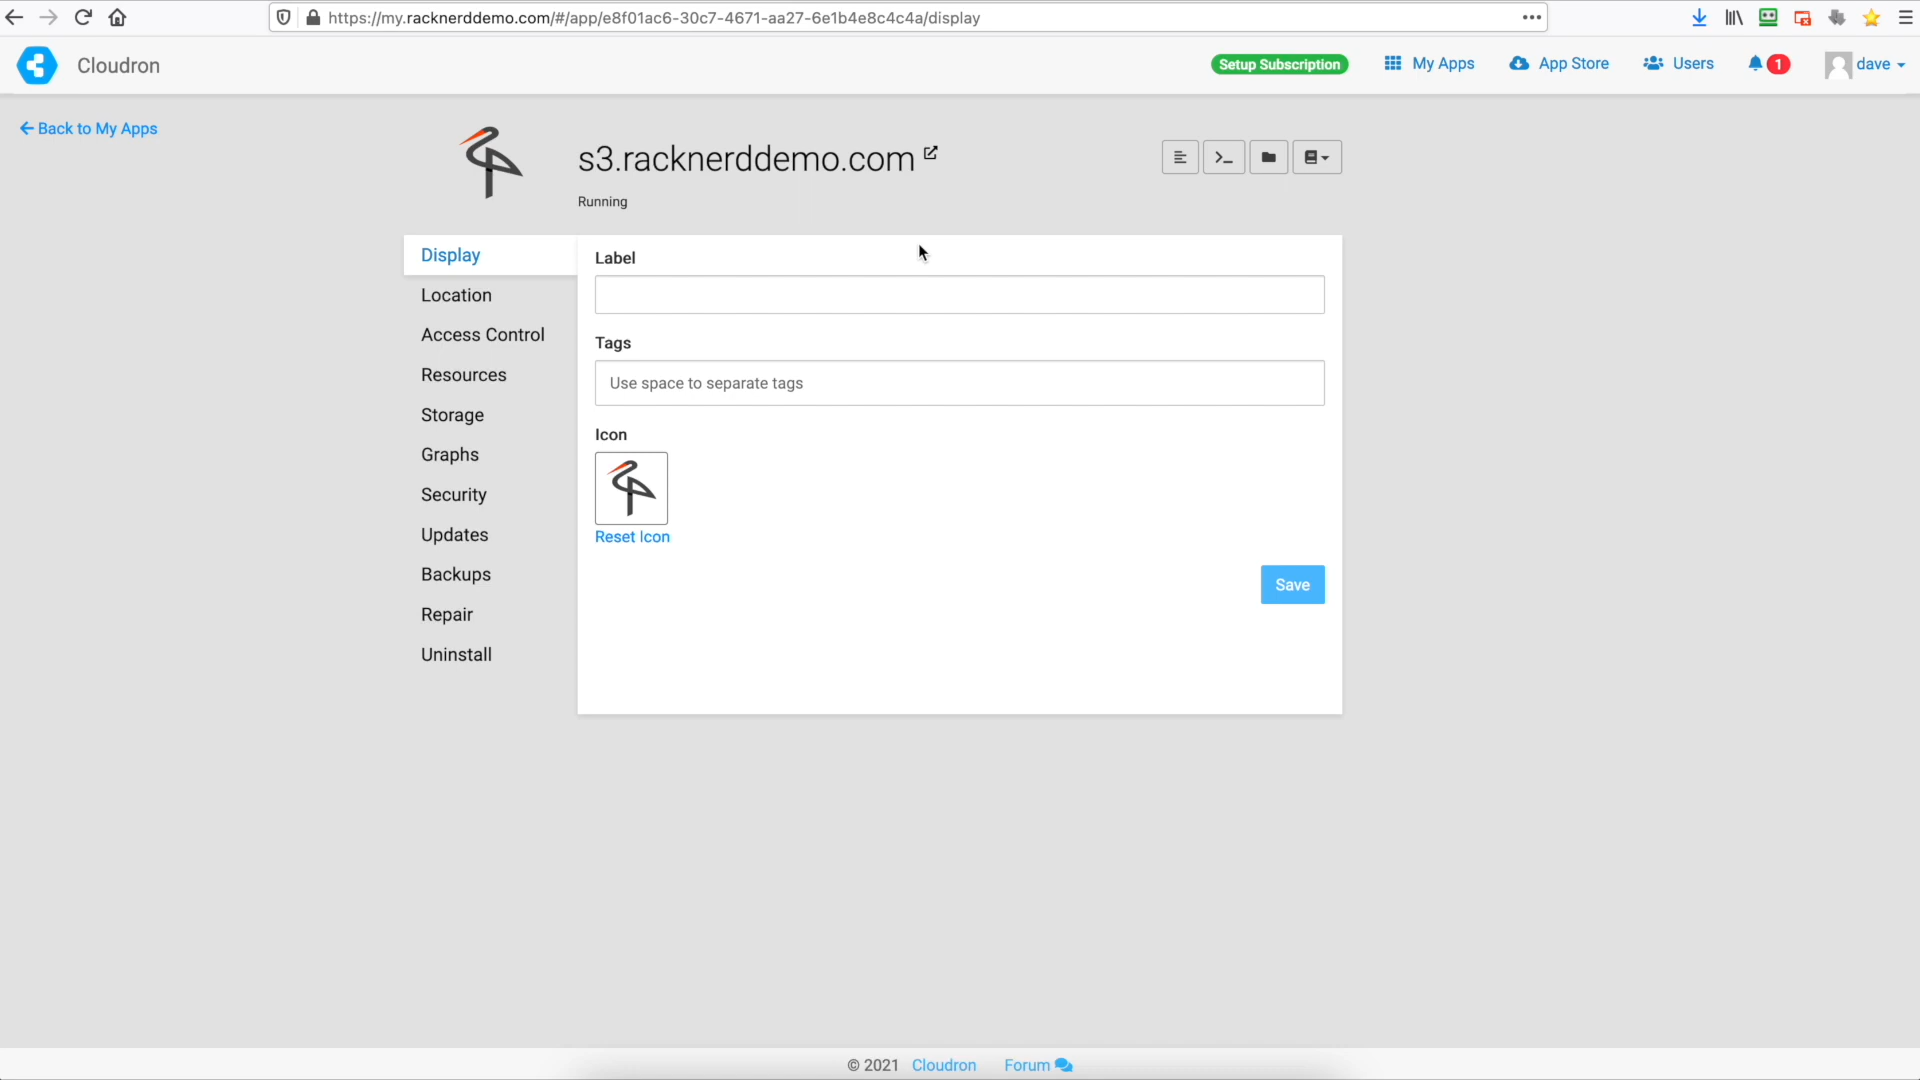 https://my.racknerddemo.com/#/app/e8f01ac6-30c7-4671-aa27-6e1b4e8c4c4a/display
Cloudron
Setup Subscription
My Apps
App Store
Users
1
dave
Back to My Apps
s3.racknerddemo.com
Running
Display
Location
Access Control
Resources
Storage
Graphs
Security
Updates
Backups
Repair
Uninstall
Label
Tags
Use space to separate tags
Icon
Reset Icon
Save
© 2021 Cloudron Forum